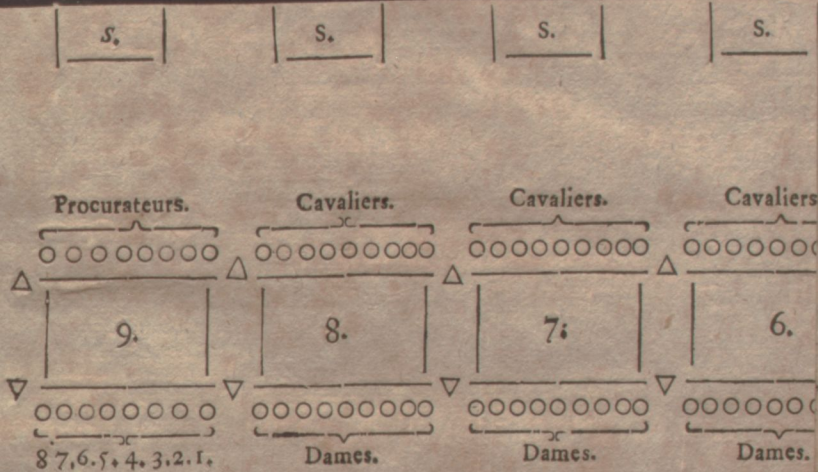 S. S. S. S.
Procurateurs. Cavaliers. Cavaliers. Cavaliers
9. 8. 7. 6.
8 7.6.5.4.3.2.1. Dames. Dames. Dames.